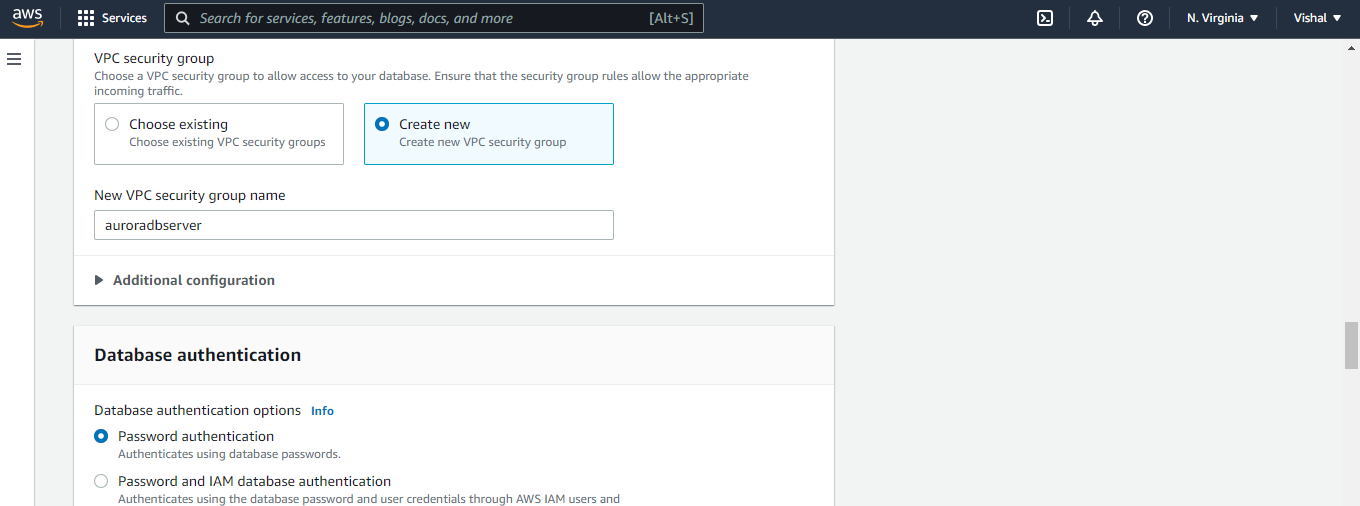 aws
Services
Search for services, features, blogs, docs, and more
[Alt+S]
N. Virginia
Vishal
VPC security group
Choose a VPC security group to allow access to your database. Ensure that the security group rules allow the appropriate
incoming traffic.
Choose existing
Choose existing VPC security groups
Create new
Create new VPC security group
New VPC security group name
auroradbserver
Additional configuration
Database authentication
Database authentication options Info
Password authentication
Authenticates using database passwords.
Password and IAM database authentication
Authenticates using the database password and user credentials through AWS IAM users and